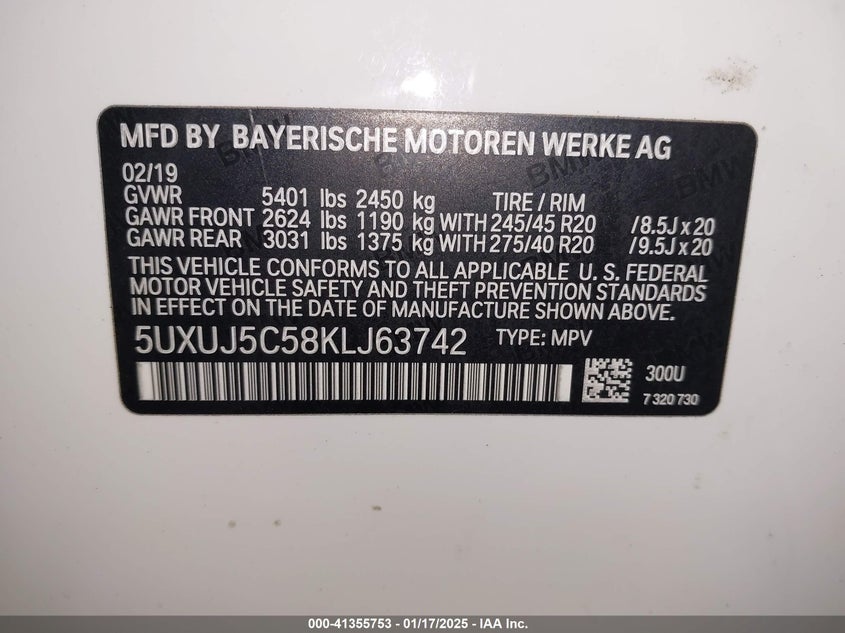 MFD BY BAYERISCHE MOTOREN WERKE AG
02/19
GVWR 5401 lbs 2450 kg TIRE / RIM
GAWR FRONT 2624 lbs 1190 kg WITH 245/45 R20 /8.5J x 20
GAWR REAR 3031 lbs 1375 kg WITH 275/40 R20 /9.5J x 20
THIS VEHICLE CONFORMS TO ALL APPLICABLE U. S. FEDERAL
MOTOR VEHICLE SAFETY AND THEFT PREVENTION STANDARDS
IN EFFECT ON THE DATE OF MANUFACTURE SHOWN ABOVE.
5UXUJ5C58KLJ63742 TYPE: MPV
300U
7 320 730
000-41355753 - 01/17/2025 - IAA Inc.